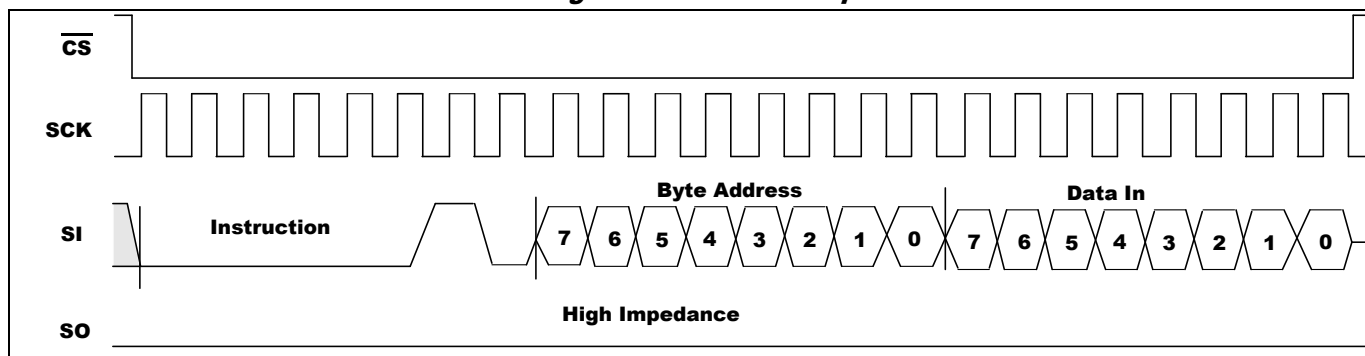 CS
SCK
Byte Address
Data In
SI
Instruction
7 6 5 4 3 2 1 0 7 6 5 4 3 2 1 0
High Impedance
SO